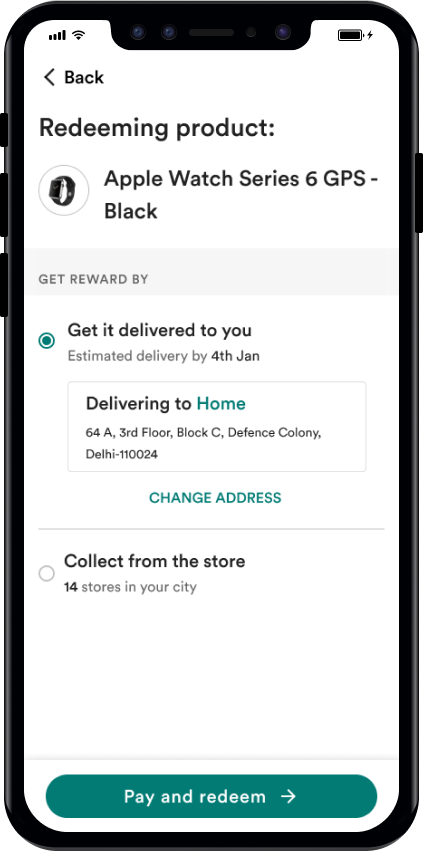 Back
Redeeming product:
Apple Watch Series 6 GPS -
Black
GET REWARD BY
Get it delivered to you
Estimated delivery by 4th Jan
Delivering to Home
64 A, 3rd Floor, Block C, Defence Colony,
Delhi-110024
CHANGE ADDRESS
Collect from the store
14 stores in your city
Pay and redeem